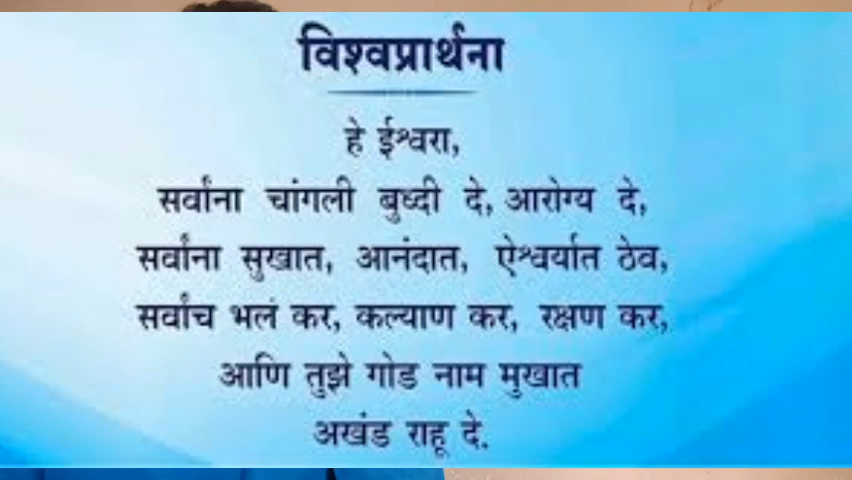 विश्वप्रार्थना
हे ईश्वरा,
सर्वांना चांगली बुध्दी दे, आरोग्य दे,
सर्वांना सुखात, आनंदात, ऐश्वर्यात ठेव,
सर्वांच भलं कर, कल्याण कर, रक्षण कर,
आणि तुझे गोड नाम मुखात
अखंड राहू दे.